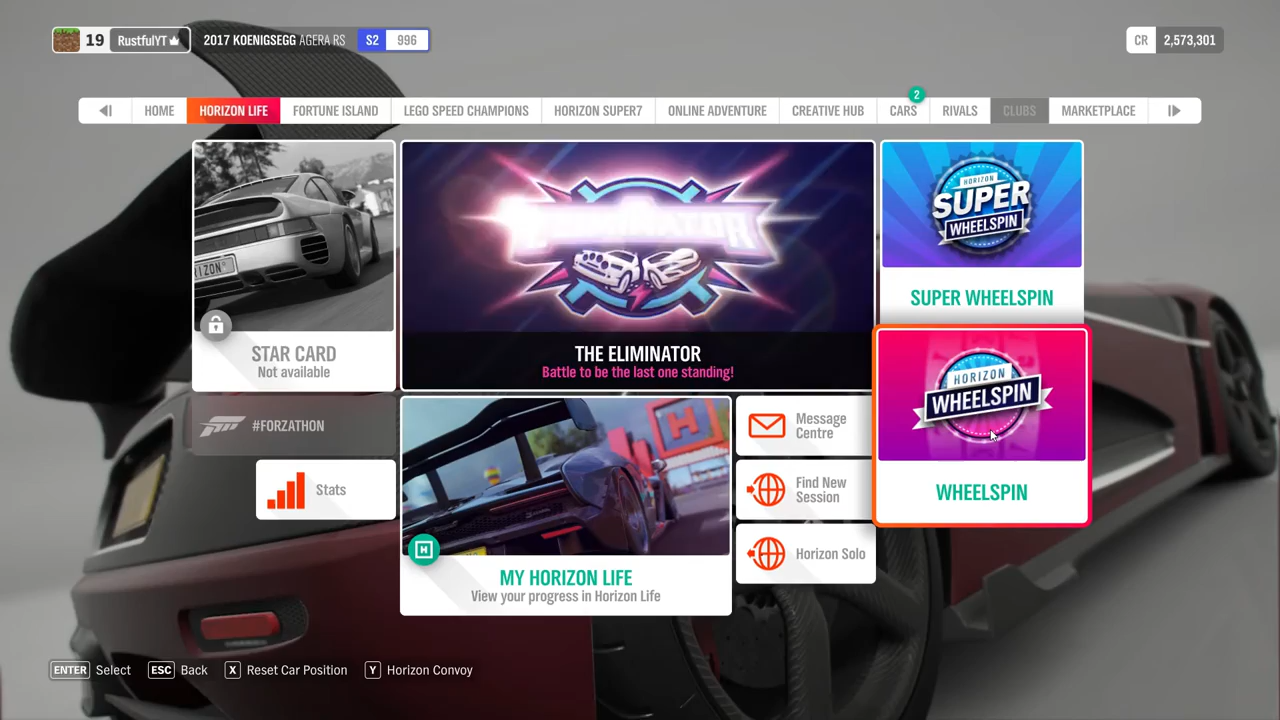 19 RustfulYT 2017 KOENIGSEGG AGERA RS S2 996
CR 2,573,301
HOME HORIZON LIFE FORTUNE ISLAND LEGO SPEED CHAMPIONS HORIZON SUPER7 ONLINE ADVENTURE CREATIVE HUB CARS 2 RIVALS CLUBS MARKETPLACE
HORIZON
STAR CARD
Not available
#FORZATHON
Stats
THE ELIMINATOR
Battle to be the last one standing!
H
MY HORIZON LIFE
View your progress in Horizon Life
Message
Centre
Find New
Session
Horizon Solo
HORIZON
SUPER
WHEELSPIN
SUPER WHEELSPIN
HORIZON
WHEELSPIN
WHEELSPIN
ENTER Select ESC Back X Reset Car Position Y Horizon Convoy